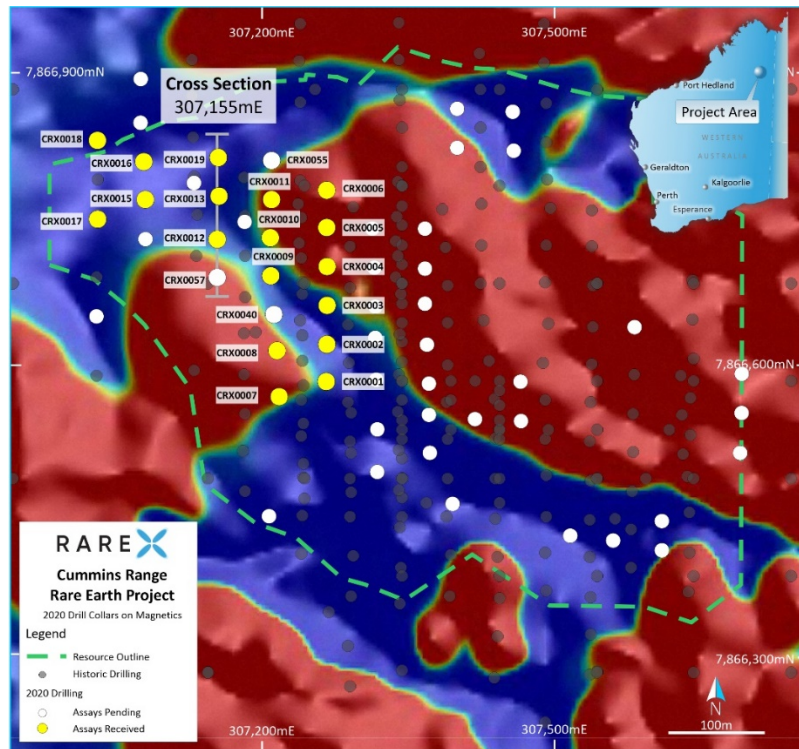 307,200mE
307,500mE
7,866,900mN
Cross Section
307,155mE
Port Hedland
Project Area
WESTERN
AUSTRALIA
Geraldton
Kalgoorlie
Perth
Esperance
CRX0018
CRX0016
CRX0019
CRX0055
CRX0011
CRX0006
CRX0015
CRX0013
CRX0017
CRX0010
CRX0005
CRX0012
CRX0009
CRX0004
CRX0057
CRX0003
CRX0040
CRX0002
CRX0008
7,866,600mN
CRX0001
CRX0007
RAREX
Cummins Range
Rare Earth Project
2020 Drill Collars on Magnetics
Legend
Resource Outline
Historic Drilling
2020 Drilling
Assays Pending
Assays Received
7,866,300mN
N
100m
307,200mE
307,500mE